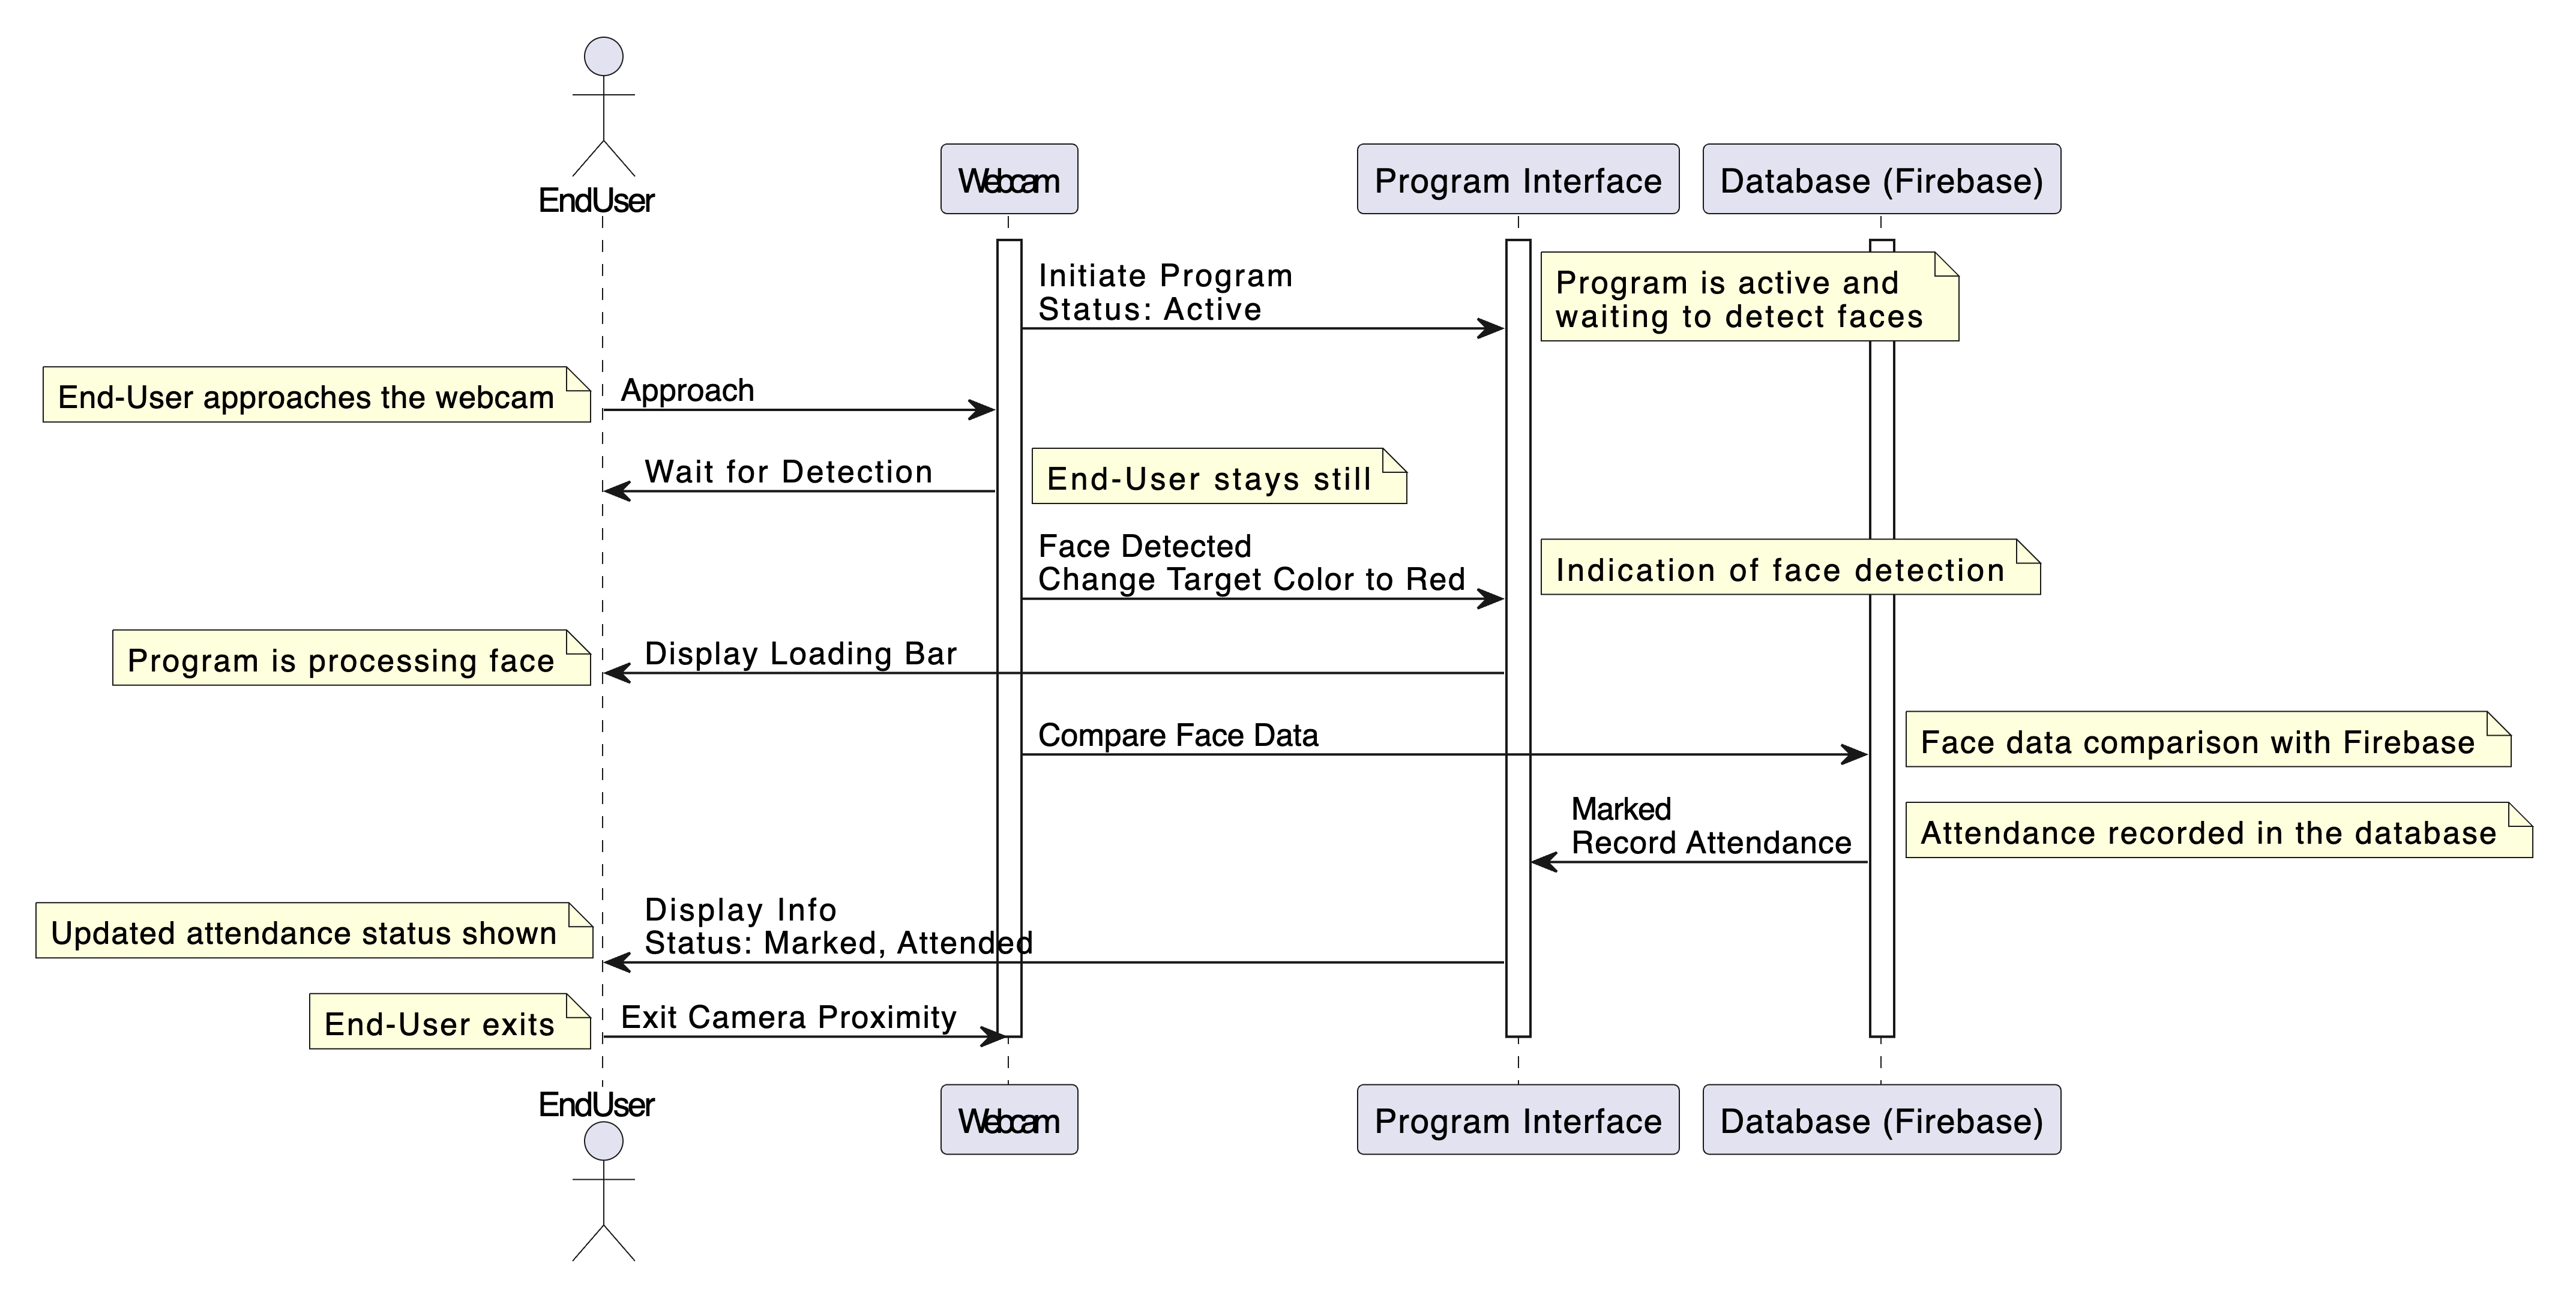 EndUser
Webcam
Program Interface
Database (Firebase)
Initiate Program
Status: Active
Program is active and
waiting to detect faces
End-User approaches the webcam
Approach
Wait for Detection
End-User stays still
Face Detected
Change Target Color to Red
Indication of face detection
Program is processing face
Display Loading Bar
Compare Face Data
Face data comparison with Firebase
Marked
Record Attendance
Attendance recorded in the database
Updated attendance status shown
Display Info
Status: Marked, Attended
End-User exits
Exit Camera Proximity
EndUser
Webcam
Program Interface
Database (Firebase)